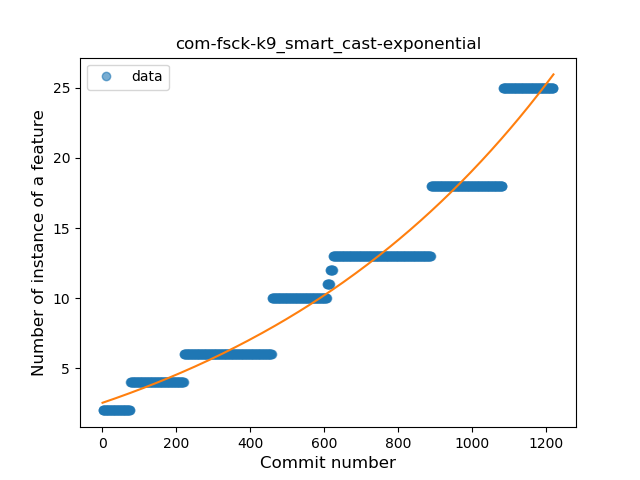 com-fsck-k9_smart_cast-exponential
data
Number of instance of a feature
25
20
15
10
5
0 200 400 600 800 1000 1200
Commit number